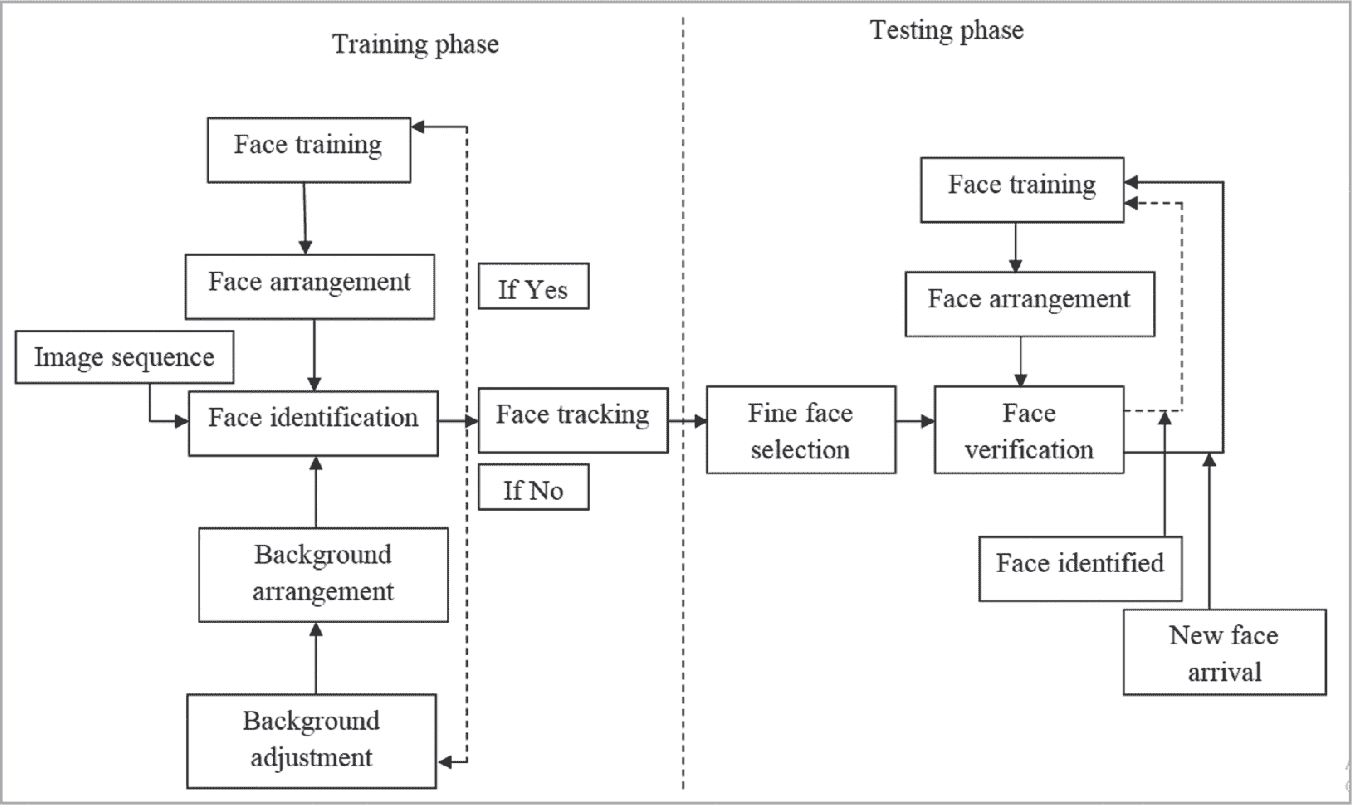 Training phase
Face training
Face arrangement
If Yes
Image sequence
Face identification
Face tracking
If No
Background
arrangement
Background
adjustment
Testing phase
Face training
Face arrangement
Fine face
selection
Face
verification
Face identified
New face
arrival